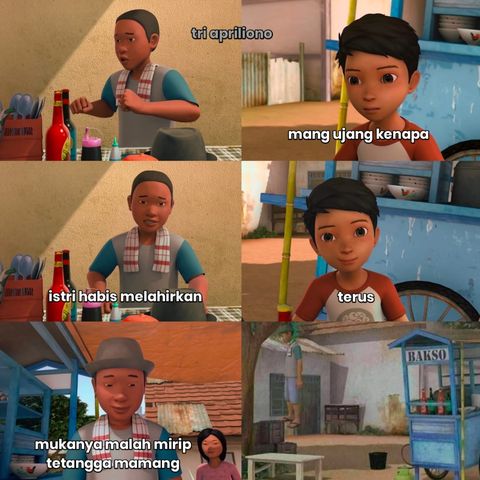 tri apriliono
mang ujang kenapa
istri habis melahirkan
terus
mukanya malah mirip
tetangga mamang
BAKSO